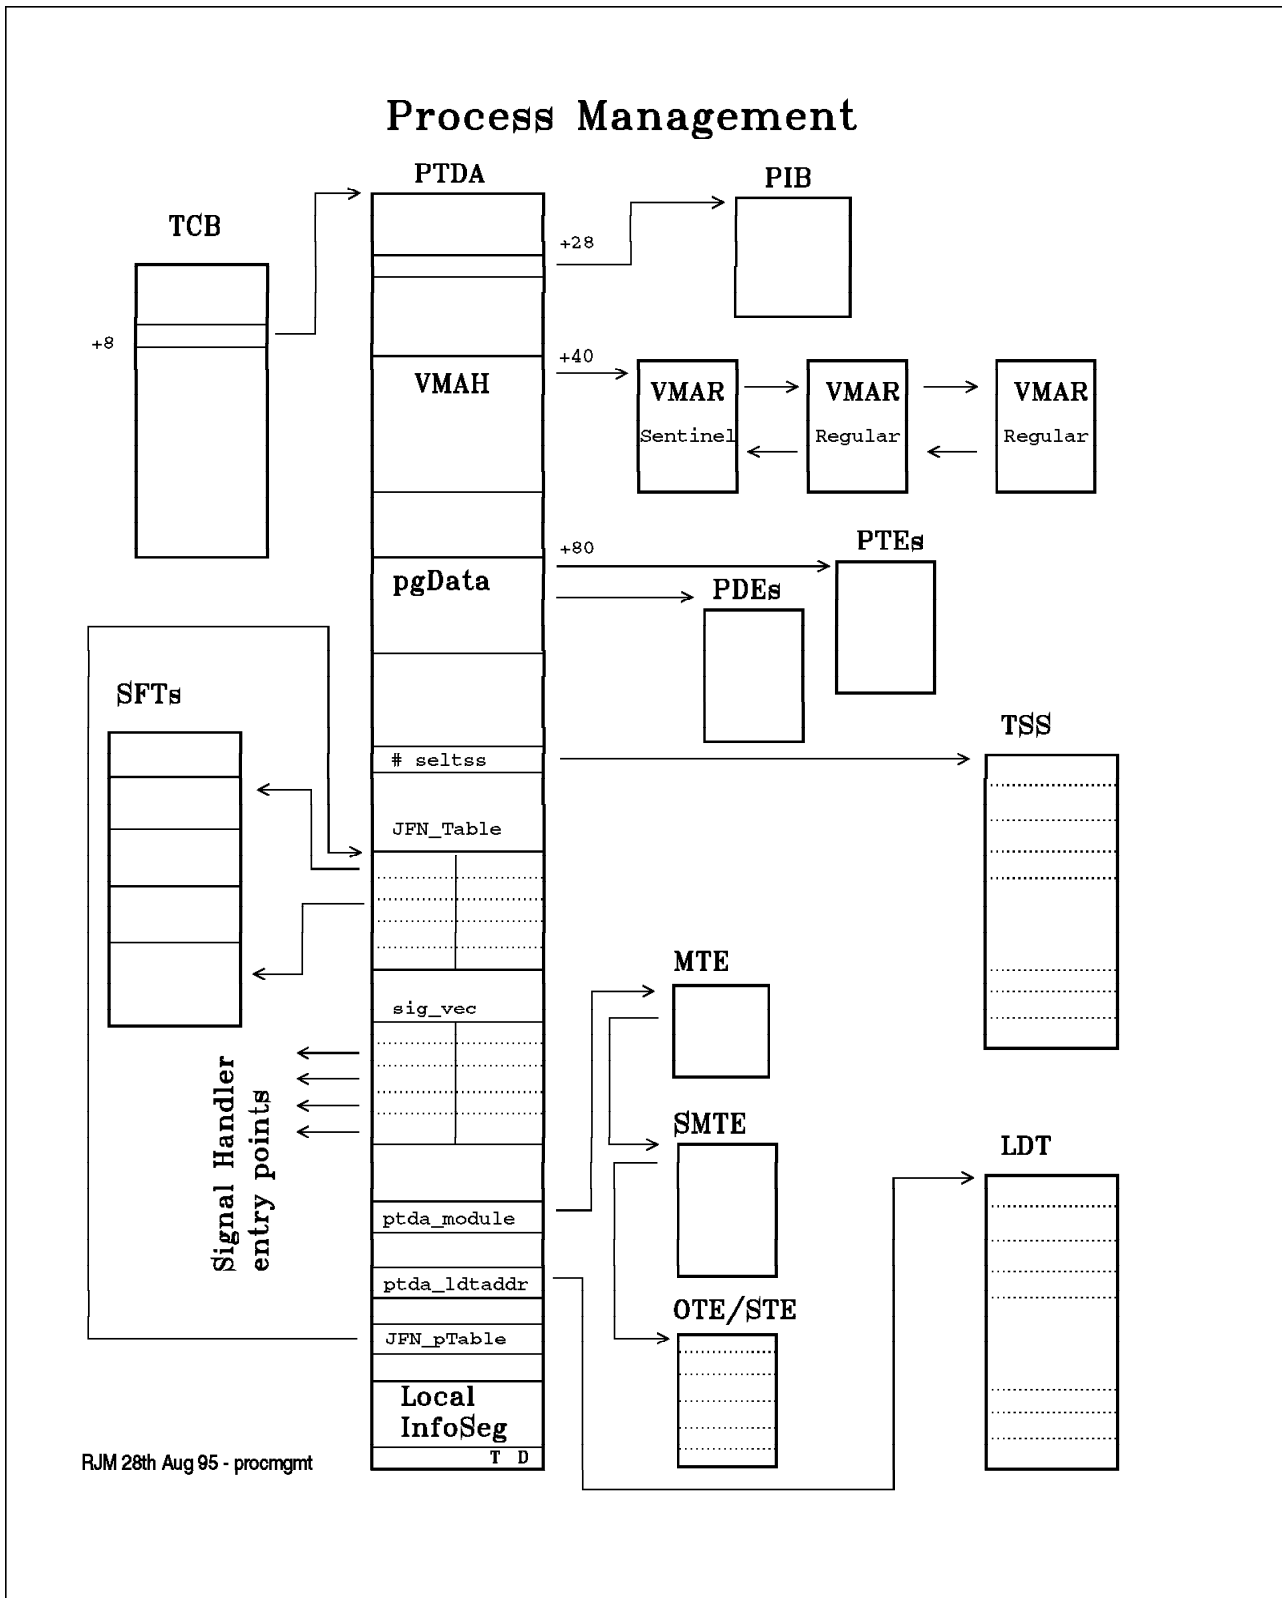 Process Management
PTDA
PIB
TCB
+28
+8
+40
VMAH
VMAR
VMAR
VMAR
Sentinel
Regular
Regular
+80
PTEs
pgData
PDEs
SFTs
TSS
# seltss
JFN_Table
MTE
sig_vec
Signal Handler
entry points
SMTE
LDT
ptda_module
ptda_ldtaddr
OTE/STE
JFN_pTable
Local
InfoSeg
T D
RJM 28th Aug 95 - procmgmt